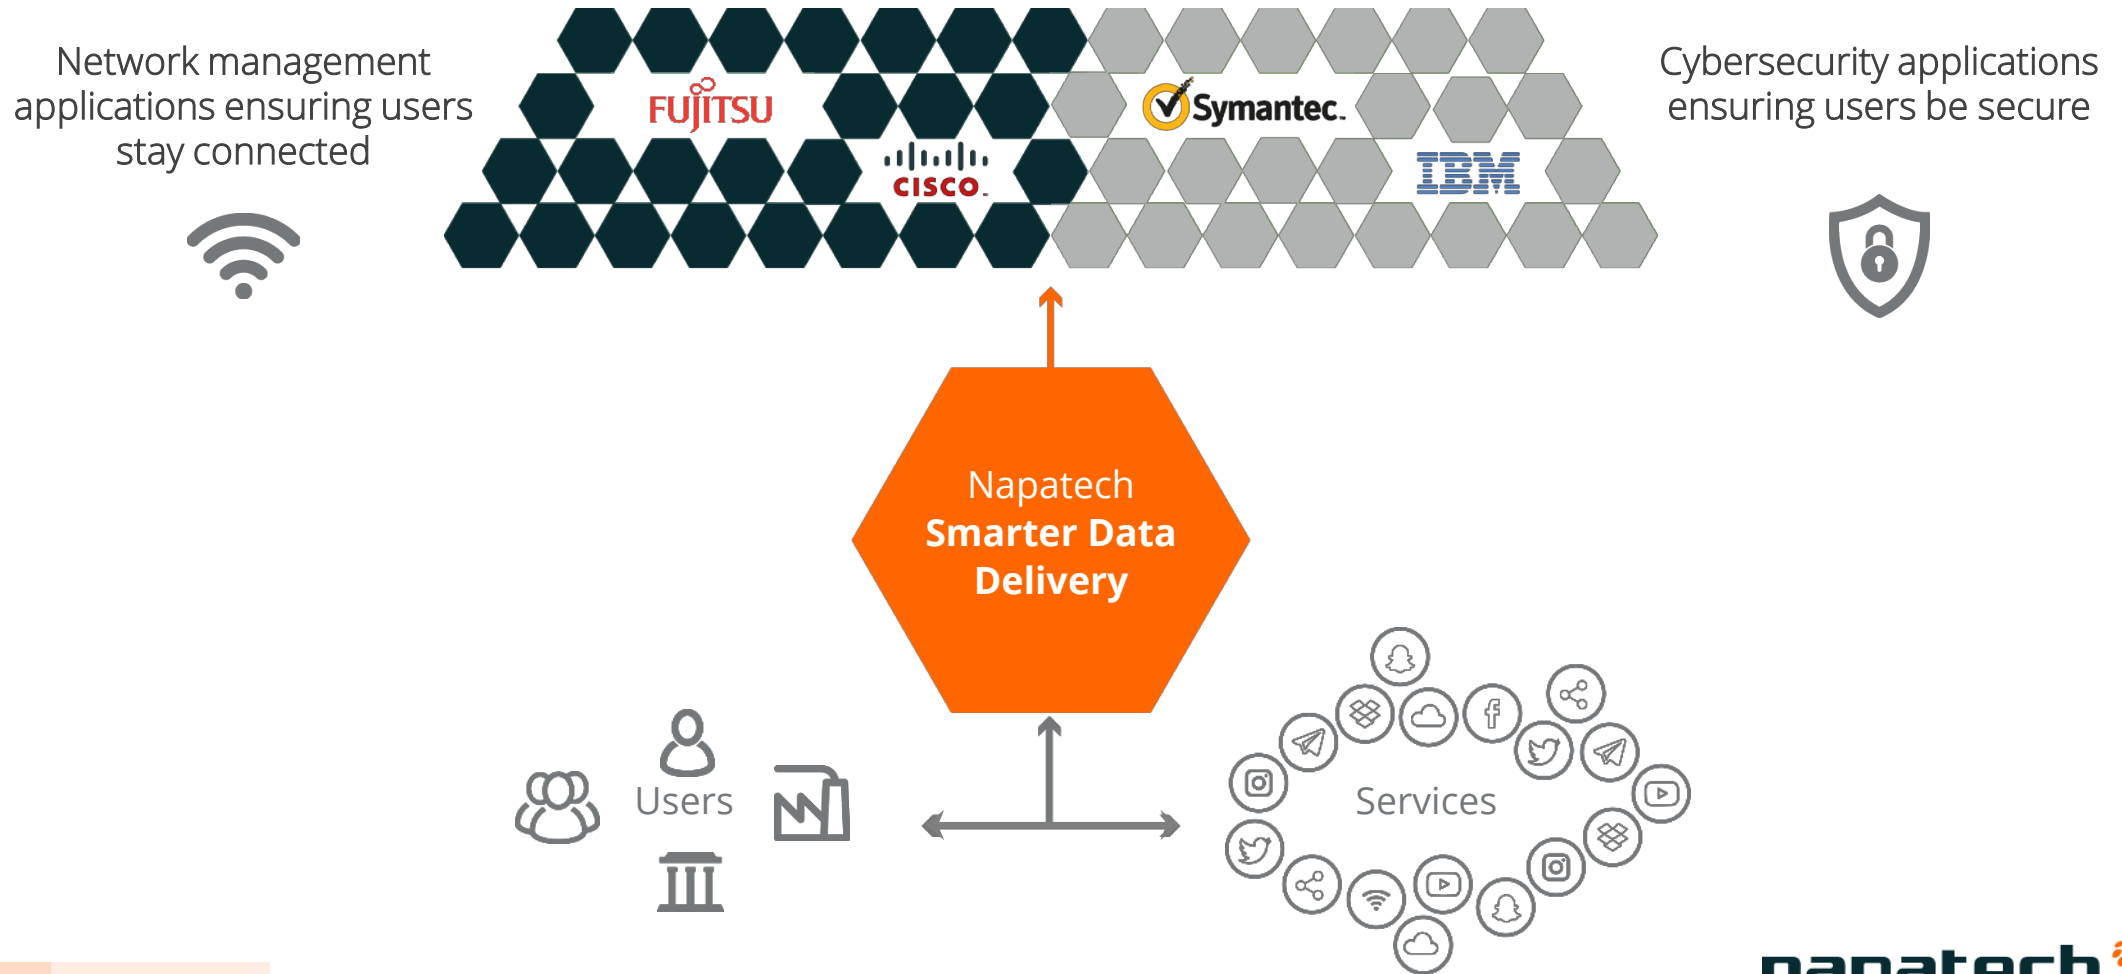 Network management
applications ensuring users
stay connected
FUJITSU
CISCO
Symantec.
IBM
Cybersecurity applications
ensuring users be secure
Napatech
Smarter Data
Delivery
Users
Services
napatech